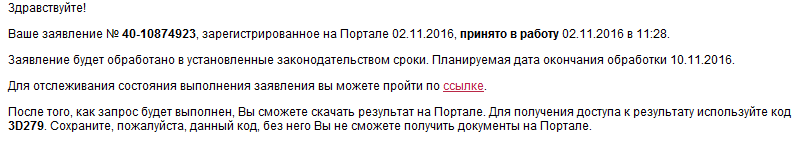 Здравствуйте!
Ваше заявление № 40-10874923, зарегистрированное на Портале 02.11.2016, принято в работу 02.11.2016 в 11:28.
Заявление будет обработано в установленные законодательством сроки. Планируемая дата окончания обработки 10.11.2016.
Для отслеживания состояния выполнения заявления вы можете пройти по ссылке.
После того, как запрос будет выполнен, Вы сможете скачать результат на Портале. Для получения доступа к результату используйте код
3D279. Сохраните, пожалуйста, данный код, без него Вы не сможете получить документы на Портале.